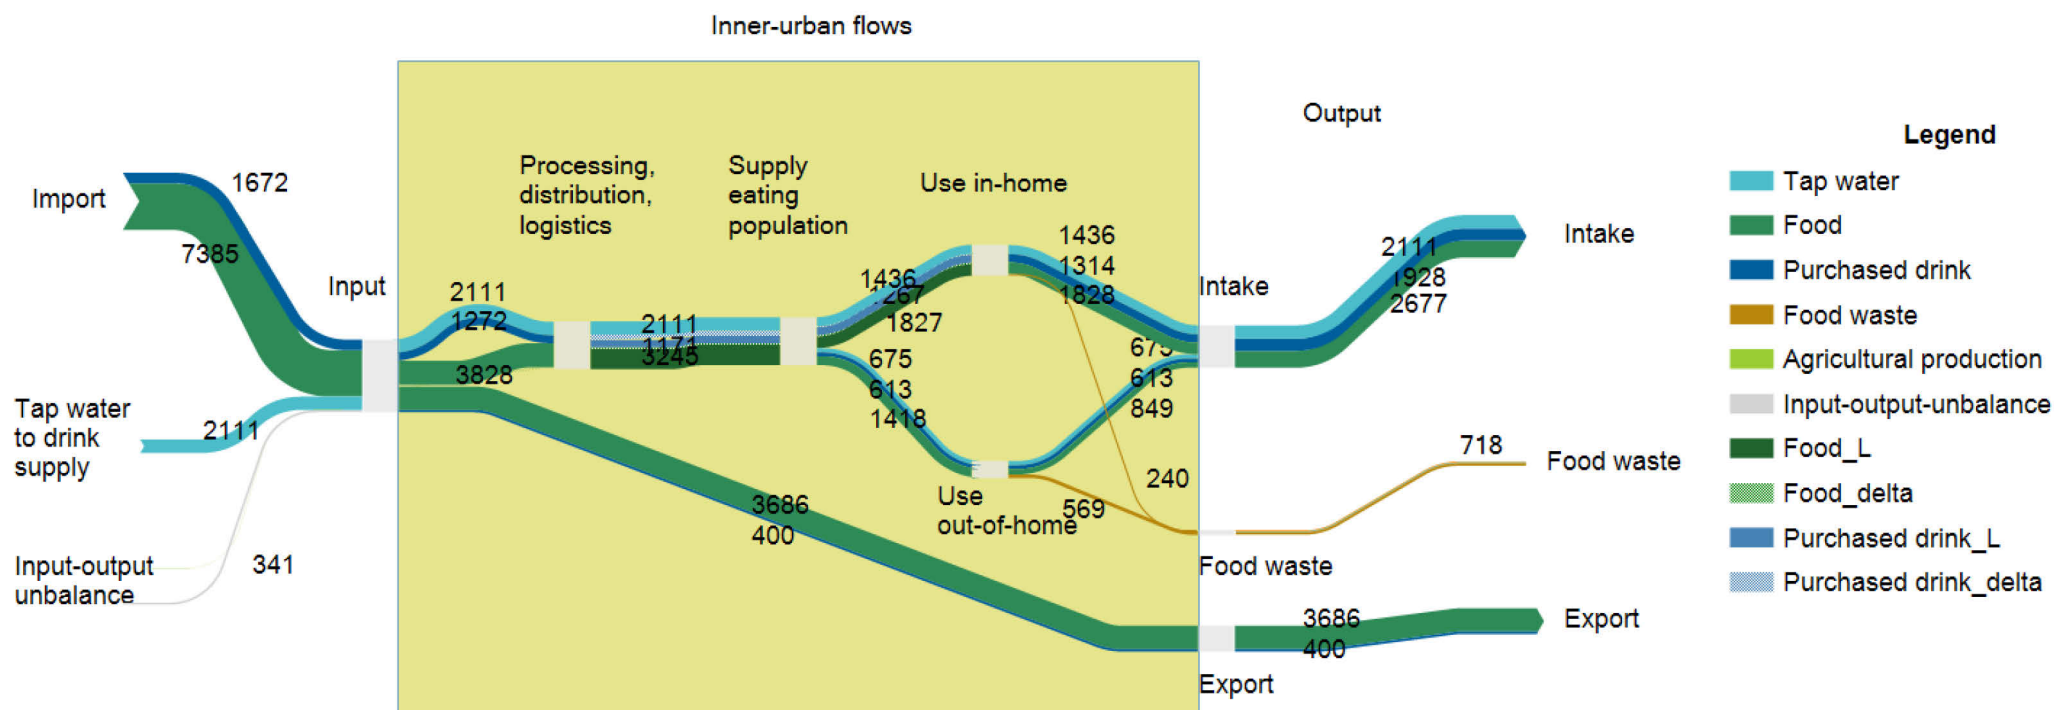 Inner-urban flows
Output
Import
1672
7385
Input
Tap water
to drink
supply
2111
Input-output
unbalance
341
Processing,
distribution,
logistics
Supply
eating
population
Use in-home
2111
1272
3828
2111
1171
3245
1436
1267
1827
675
613
1418
Use
out-of-home
1436
1314
1828
Intake
675
613
849
240
569
3686
400
Food waste
Export
2111
1928
2677
Intake
718
Food waste
3686
400
Export
Legend
Tap water
Food
Purchased drink
Food waste
Agricultural production
Input-output-unbalance
Food_L
Food_delta
Purchased drink_L
Purchased drink_delta